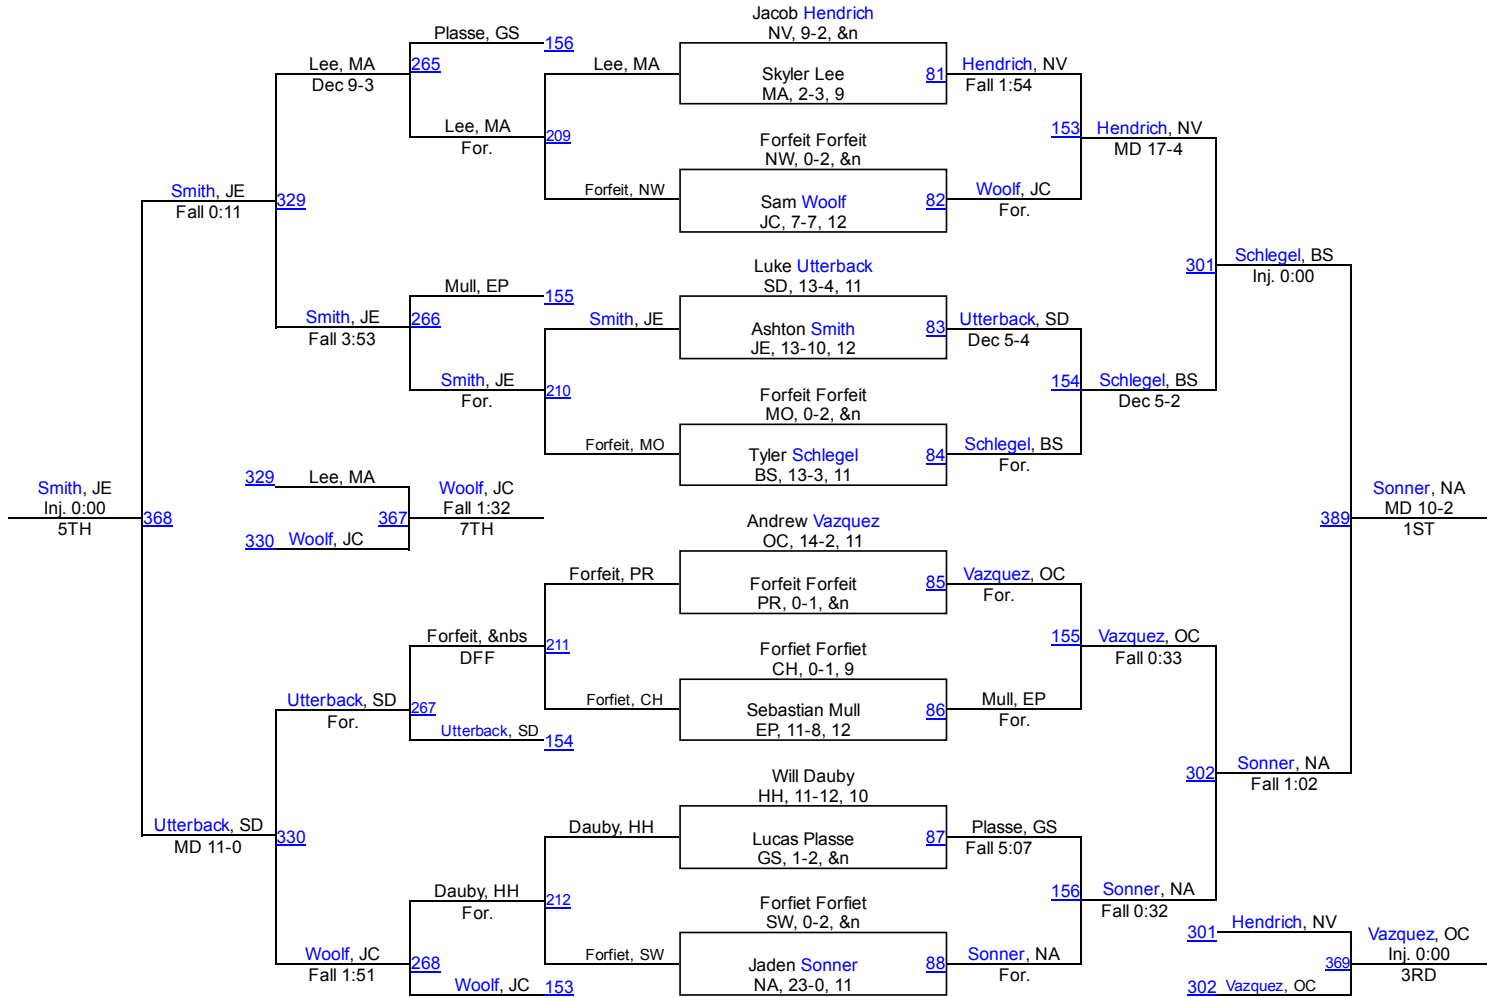 Jacob Hendrich
NV, 9-2, &n
Plasse, GS
156
Lee, MA
Dec 9-3
265
Lee, MA
Skyler Lee
MA, 2-3, 9
81
Hendrich, NV
Fall 1:54
Lee, MA
For.
209
Forfeit Forfeit
NW, 0-2, &n
153
Hendrich, NV
MD 17-4
Smith, JE
Fall 0:11
329
Forfeit, NW
Sam Woolf
JC, 7-7, 12
82
Woolf, JC
For.
Luke Utterback
SD, 13-4, 11
301
Schlegel, BS
Inj. 0:00
Mull, EP
155
Smith, JE
Fall 3:53
266
Smith, JE
Ashton Smith
JE, 13-10, 12
83
Utterback, SD
Dec 5-4
Smith, JE
For.
210
Forfeit Forfeit
MO, 0-2, &n
154
Schlegel, BS
Dec 5-2
Forfeit, MO
Tyler Schlegel
BS, 13-3, 11
84
Schlegel, BS
For.
329
Lee, MA
Smith, JE
Inj. 0:00
5TH
368
367
Woolf, JC
Fall 1:32
7TH
330
Woolf, JC
Andrew Vazquez
OC, 14-2, 11
389
Sonner, NA
MD 10-2
1ST
Forfeit, PR
Forfeit Forfeit
PR, 0-1, &n
85
Vazquez, OC
For.
Forfeit, &nbs
DFF
211
Forfiet Forfiet
CH, 0-1, 9
155
Vazquez, OC
Fall 0:33
Utterback, SD
For.
267
Forfiet, CH
Sebastian Mull
EP, 11-8, 12
86
Mull, EP
For.
Utterback, SD
154
Will Dauby
HH, 11-12, 10
302
Sonner, NA
Fall 1:02
Utterback, SD
MD 11-0
330
Dauby, HH
Lucas Plasse
GS, 1-2, &n
87
Plasse, GS
Fall 5:07
Dauby, HH
For.
212
Forfiet Forfiet
SW, 0-2, &n
156
Sonner, NA
Fall 0:32
Woolf, JC
Fall 1:51
268
Forfiet, SW
Jaden Sonner
NA, 23-0, 11
88
Sonner, NA
For.
Woolf, JC
153
301
Hendrich, NV
369
Vazquez, OC
Inj. 0:00
3RD
302
Vazquez, OC